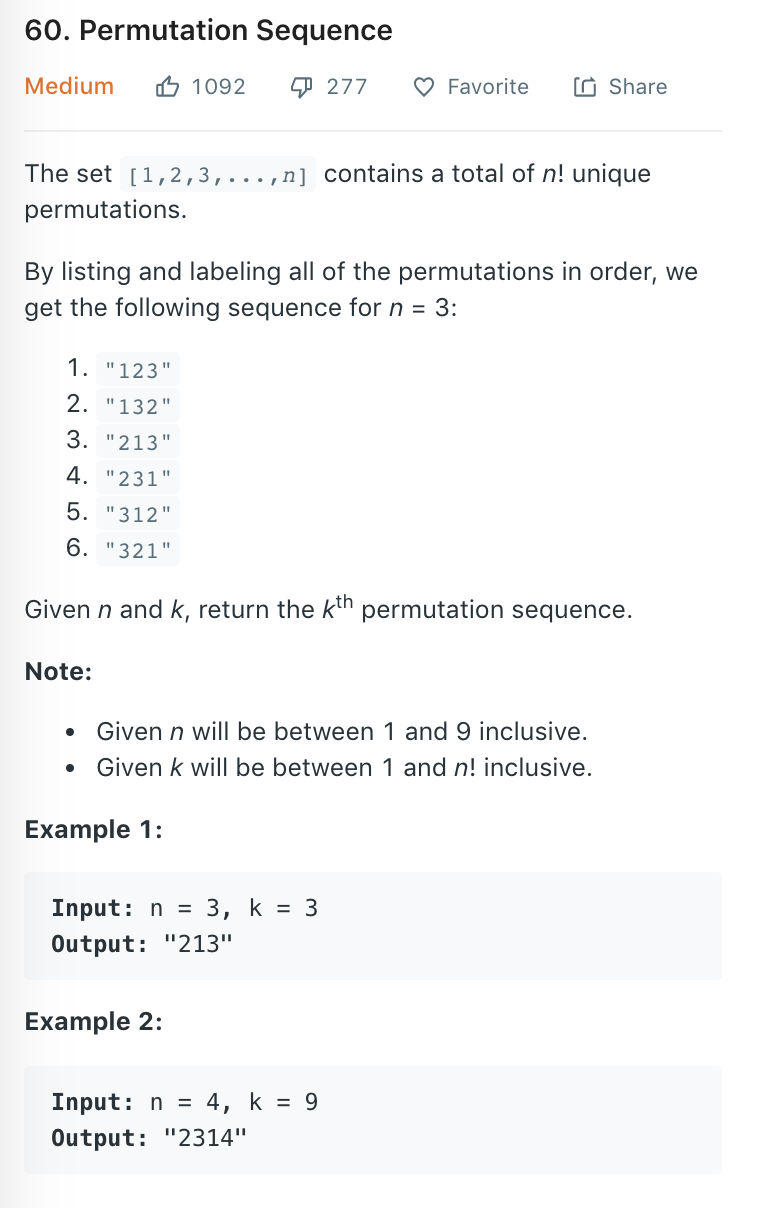 60. Permutation Sequence
Medium 1092 277 Favorite Share
The set [1,2,3,...,n] contains a total of n! unique
permutations.
By listing and labeling all of the permutations in order, we
get the following sequence for n = 3:
1. "123"
2. "132"
3. "213"
4. "231"
5. "312"
6. "321"
Given n and k, return the kth permutation sequence.
Note:
• Given n will be between 1 and 9 inclusive.
• Given k will be between 1 and n! inclusive.
Example 1:
Input: n = 3, k = 3
Output: "213"
Example 2:
Input: n = 4, k = 9
Output: "2314"